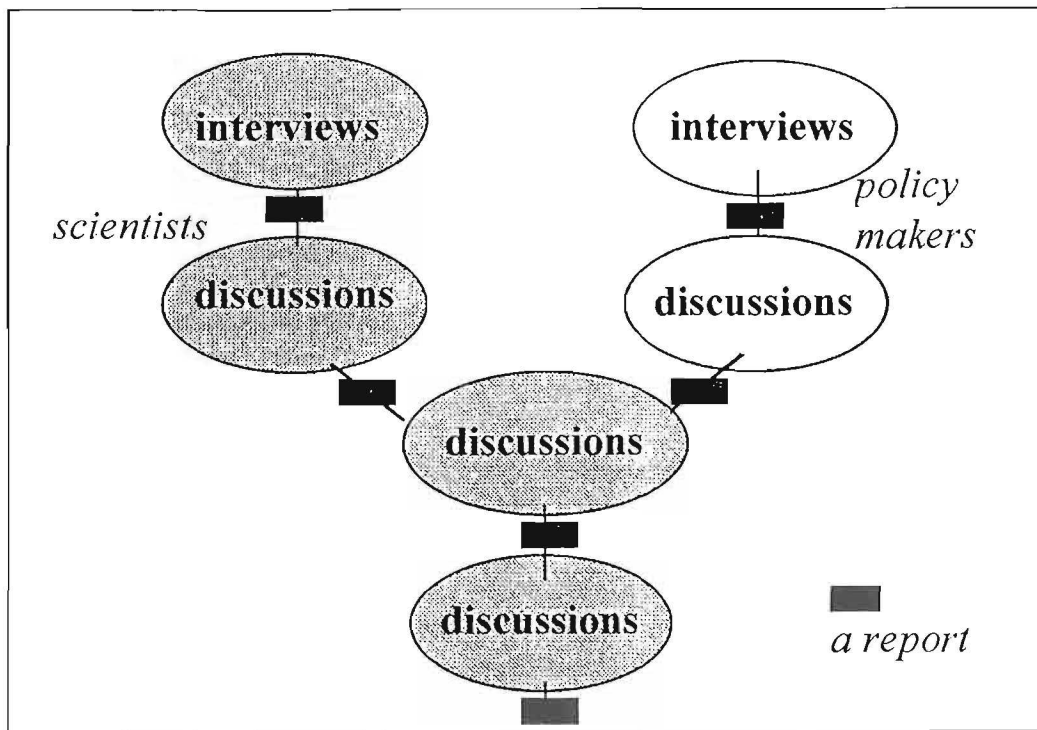 interviews
interviews
scientists
policy
makers
discussions
discussions
discussions
discussions
a report